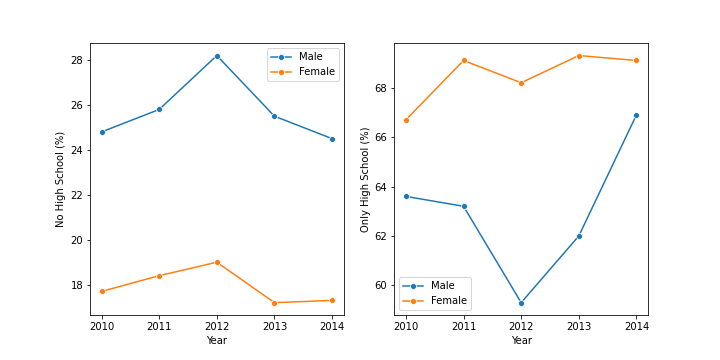 No High School (%)
28
26
24
22
20
18
2010 2011 2012 2013 2014
Year
Male
Female
Only High School (%)
68
66
64
62
60
2010 2011 2012 2013 2014
Year
Male
Female